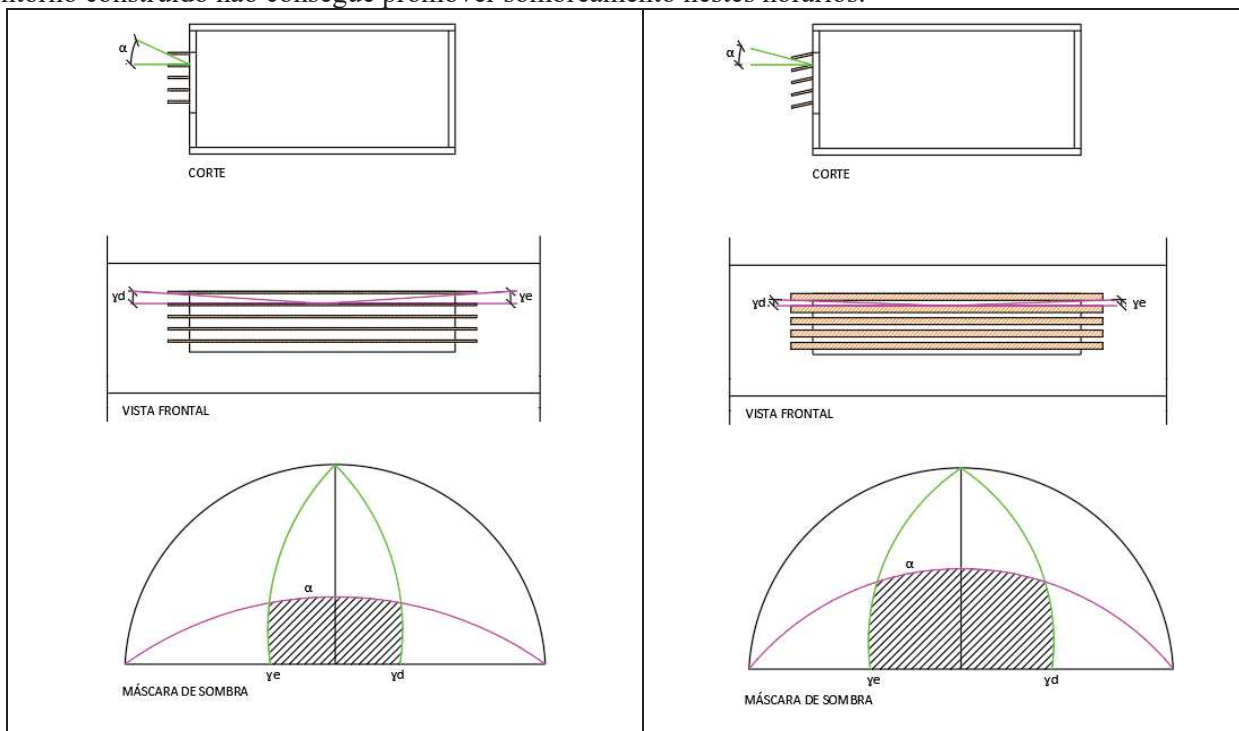 ntorno construído não consegue promover sombreamento nestes horários.
α
CORTE
γd
γe
VISTA FRONTAL
α
γe
γd
MÁSCARA DE SOMBRA
α
CORTE
γd
γe
VISTA FRONTAL
α
γe
γd
MÁSCARA DE SOMBRA